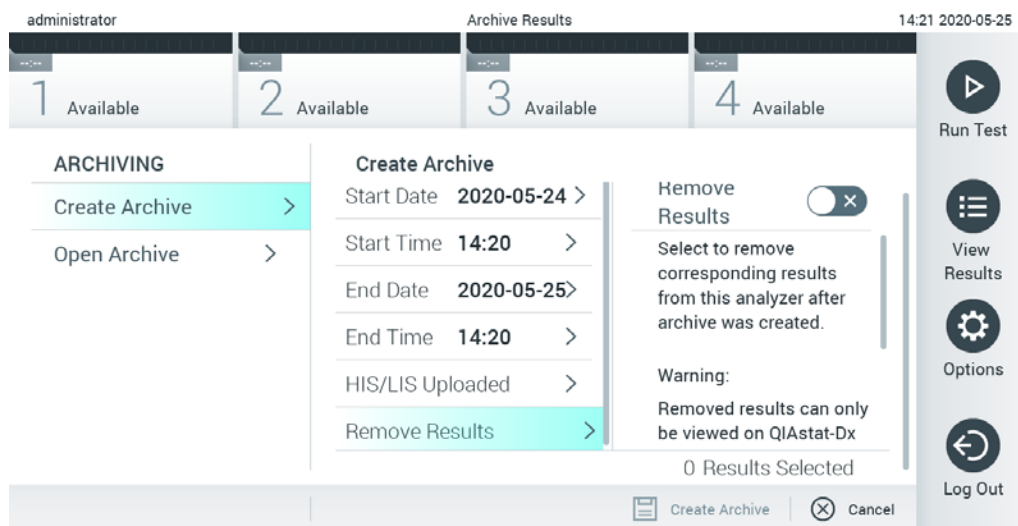 administrator
Archive Results
14:21 2020-05-25
--:--
1 Available
--:--
2 Available
--:--
3 Available
--:--
4 Available
Run Test
View
Results
Options
Log Out
ARCHIVING
Create Archive
Open Archive
Create Archive
Start Date 2020-05-24
Start Time 14:20
End Date 2020-05-25
End Time 14:20
HIS/LIS Uploaded
Remove Results
Remove
Results
Select to remove
corresponding results
from this analyzer after
archive was created.
Warning:
Removed results can only
be viewed on QIAstat-Dx
0 Results Selected
Create Archive
Cancel